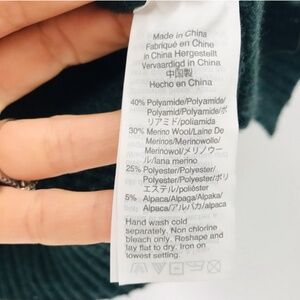 Made in China
Fabriqué en Chine
in China Hergestellt
Vervaardigd in China
中国製
Hecho en China
40% Polyamide/Polyamide/
Polyamid/Polyamide/ポ
リアミド/poliamida
30% Merino Wool/Laine De
Merinos/Merinowolle/
Merinowol/メリノウー
ル/lana merino
25% Polyester/Polyester/
Polyester/Polyester/ポリ
エステル/poliéster
5% Alpaca/Alpaga/Alpaka/
Alpaca/アルパカ/alpaca
Hand wash cold
separately. Non chlorine
bleach only. Reshape and
lay flat to dry. Iron on
lowest setting.